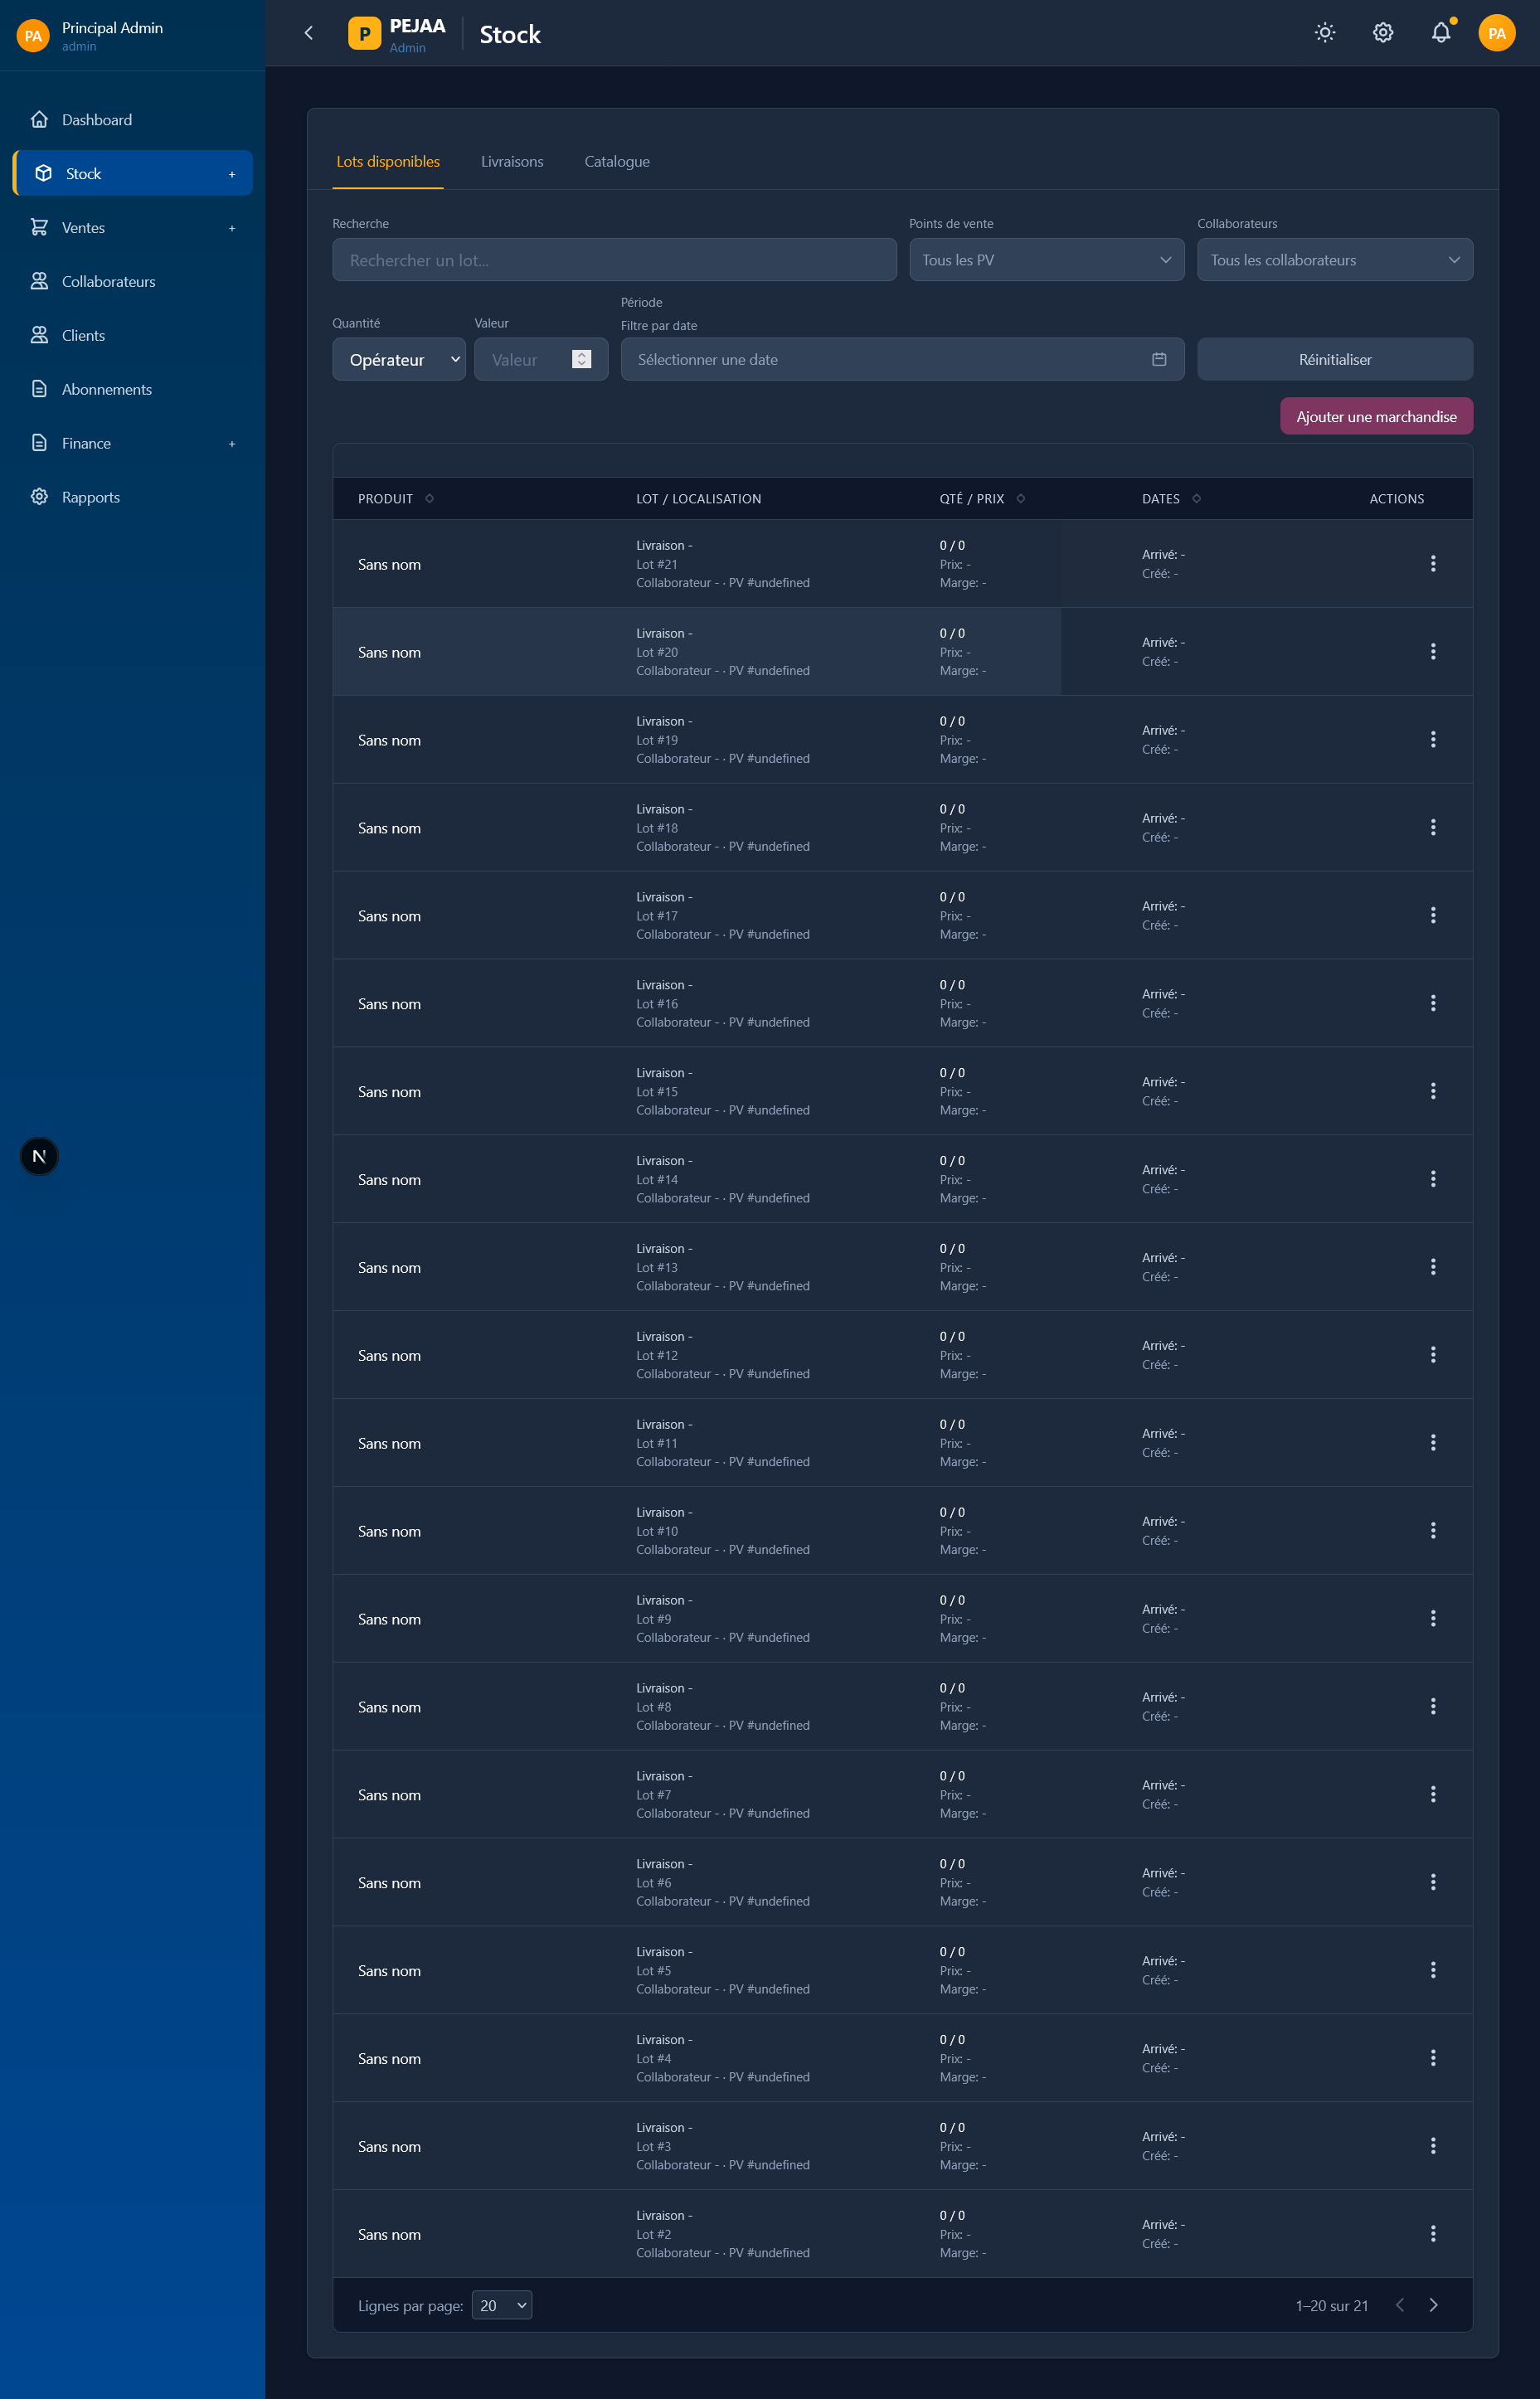 PA
Principal Admin
admin
Dashboard
Stock +
Ventes +
Collaborateurs
Clients
Abonnements
Finance +
Rapports
N
P
PEJAA
Admin
Stock
PA
Lots disponibles
Livraisons
Catalogue
Recherche
Rechercher un lot...
Points de vente
Tous les PV
Collaborateurs
Tous les collaborateurs
Quantité
Opérateur
Valeur
Valeur
Période
Filtre par date
Sélectionner une date
Réinitialiser
Ajouter une marchandise
PRODUIT LOT / LOCALISATION QTÉ / PRIX DATES ACTIONS
Sans nom
Livraison -
Lot #21
Collaborateur - · PV #undefined
0 / 0
Prix: -
Marge: -
Arrivé: -
Créé: -
Sans nom
Livraison -
Lot #20
Collaborateur - · PV #undefined
0 / 0
Prix: -
Marge: -
Arrivé: -
Créé: -
Sans nom
Livraison -
Lot #19
Collaborateur - · PV #undefined
0 / 0
Prix: -
Marge: -
Arrivé: -
Créé: -
Sans nom
Livraison -
Lot #18
Collaborateur - · PV #undefined
0 / 0
Prix: -
Marge: -
Arrivé: -
Créé: -
Sans nom
Livraison -
Lot #17
Collaborateur - · PV #undefined
0 / 0
Prix: -
Marge: -
Arrivé: -
Créé: -
Sans nom
Livraison -
Lot #16
Collaborateur - · PV #undefined
0 / 0
Prix: -
Marge: -
Arrivé: -
Créé: -
Sans nom
Livraison -
Lot #15
Collaborateur - · PV #undefined
0 / 0
Prix: -
Marge: -
Arrivé: -
Créé: -
Sans nom
Livraison -
Lot #14
Collaborateur - · PV #undefined
0 / 0
Prix: -
Marge: -
Arrivé: -
Créé: -
Sans nom
Livraison -
Lot #13
Collaborateur - · PV #undefined
0 / 0
Prix: -
Marge: -
Arrivé: -
Créé: -
Sans nom
Livraison -
Lot #12
Collaborateur - · PV #undefined
0 / 0
Prix: -
Marge: -
Arrivé: -
Créé: -
Sans nom
Livraison -
Lot #11
Collaborateur - · PV #undefined
0 / 0
Prix: -
Marge: -
Arrivé: -
Créé: -
Sans nom
Livraison -
Lot #10
Collaborateur - · PV #undefined
0 / 0
Prix: -
Marge: -
Arrivé: -
Créé: -
Sans nom
Livraison -
Lot #9
Collaborateur - · PV #undefined
0 / 0
Prix: -
Marge: -
Arrivé: -
Créé: -
Sans nom
Livraison -
Lot #8
Collaborateur - · PV #undefined
0 / 0
Prix: -
Marge: -
Arrivé: -
Créé: -
Sans nom
Livraison -
Lot #7
Collaborateur - · PV #undefined
0 / 0
Prix: -
Marge: -
Arrivé: -
Créé: -
Sans nom
Livraison -
Lot #6
Collaborateur - · PV #undefined
0 / 0
Prix: -
Marge: -
Arrivé: -
Créé: -
Sans nom
Livraison -
Lot #5
Collaborateur - · PV #undefined
0 / 0
Prix: -
Marge: -
Arrivé: -
Créé: -
Sans nom
Livraison -
Lot #4
Collaborateur - · PV #undefined
0 / 0
Prix: -
Marge: -
Arrivé: -
Créé: -
Sans nom
Livraison -
Lot #3
Collaborateur - · PV #undefined
0 / 0
Prix: -
Marge: -
Arrivé: -
Créé: -
Sans nom
Livraison -
Lot #2
Collaborateur - · PV #undefined
0 / 0
Prix: -
Marge: -
Arrivé: -
Créé: -
Lignes par page: 20
1–20 sur 21